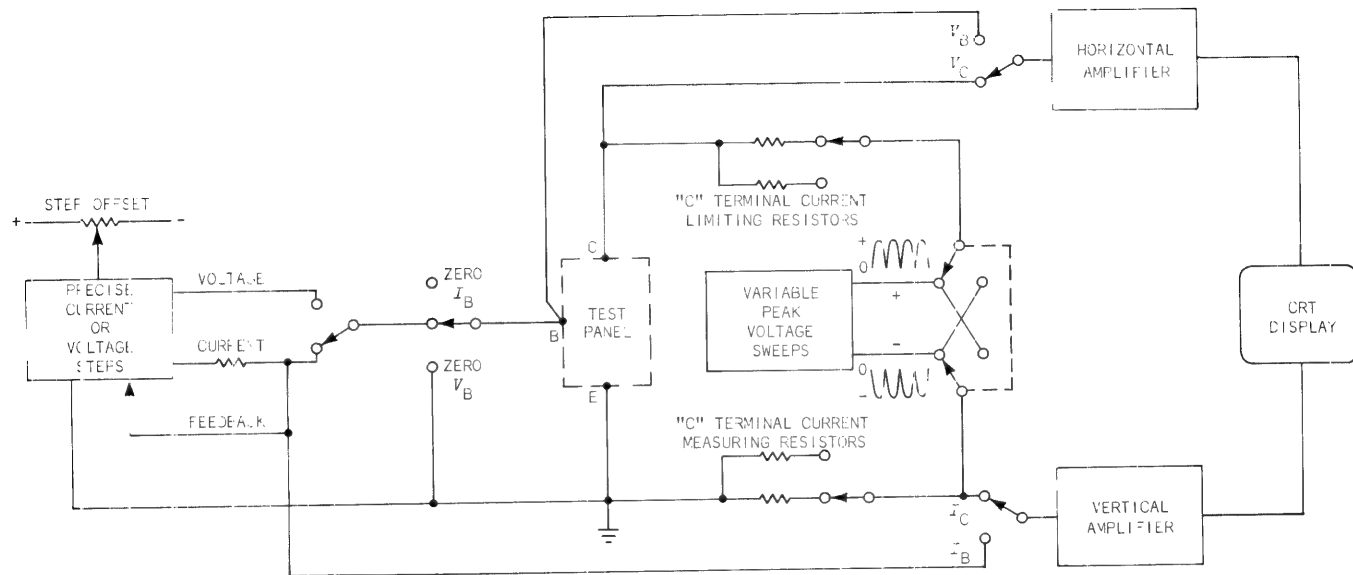 V_B
V_C
HORIZONTAL
AMPLIFIER
"C" TERMINAL CURRENT
LIMITING RESISTORS
STEP OFFSET
+ -
C
+
0
PRECISE
CURRENT
OR
VOLTAGE
STEPS
VOLTAGE
CURRENT
ZERO
I_B
TEST
PANEL
B
VARIABLE
PEAK
VOLTAGE
SWEEPS
+
-
CRT
DISPLAY
ZERO
V_B
E
0
-
FEEDBACK
"C" TERMINAL CURRENT
MEASURING RESISTORS
I_C
I_B
VERTICAL
AMPLIFIER